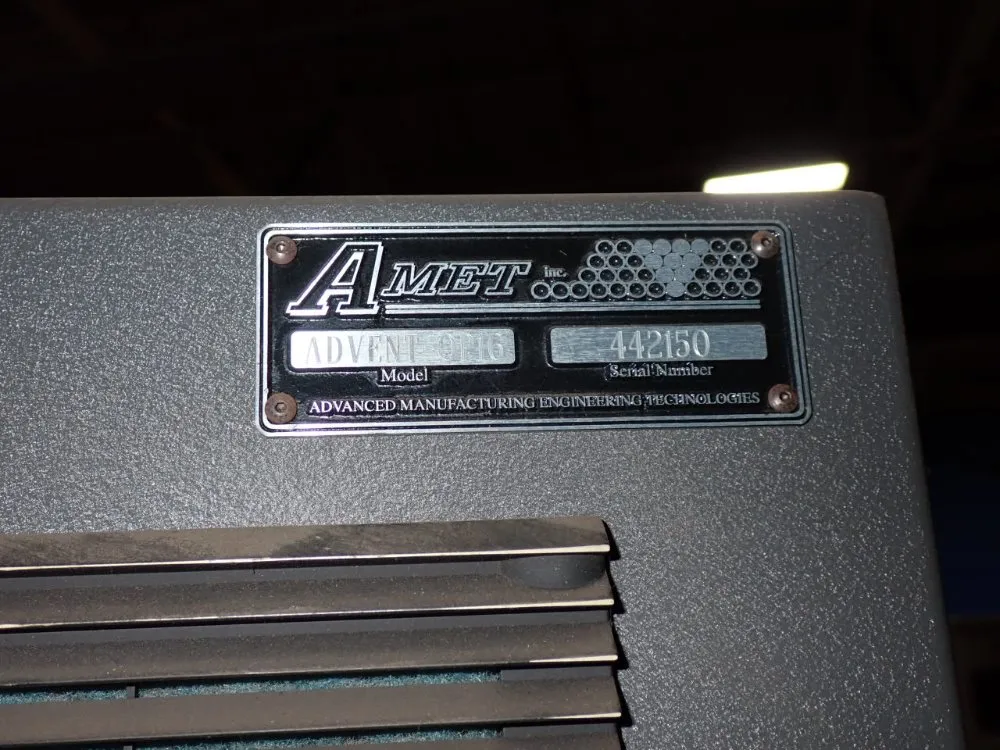 AMET Inc.
ADVENT 442150
Model Serial Number
ADVANCED MANUFACTURING ENGINEERING TECHNOLOGIES